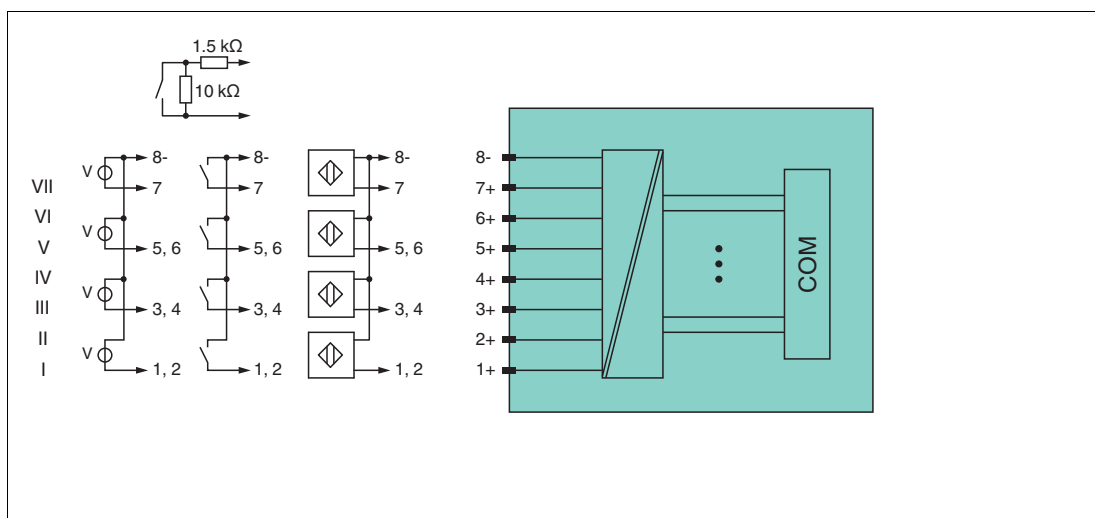 1.5 kΩ
10 kΩ
V 8- 8- 8- 8-
VII 7 7 7 7+
VI V 6+
V 5, 6 5, 6 5, 6 5+
IV 4+
III V 3, 4 3, 4 3, 4 3+
II 2+
I V 1, 2 1, 2 1, 2 1+
COM